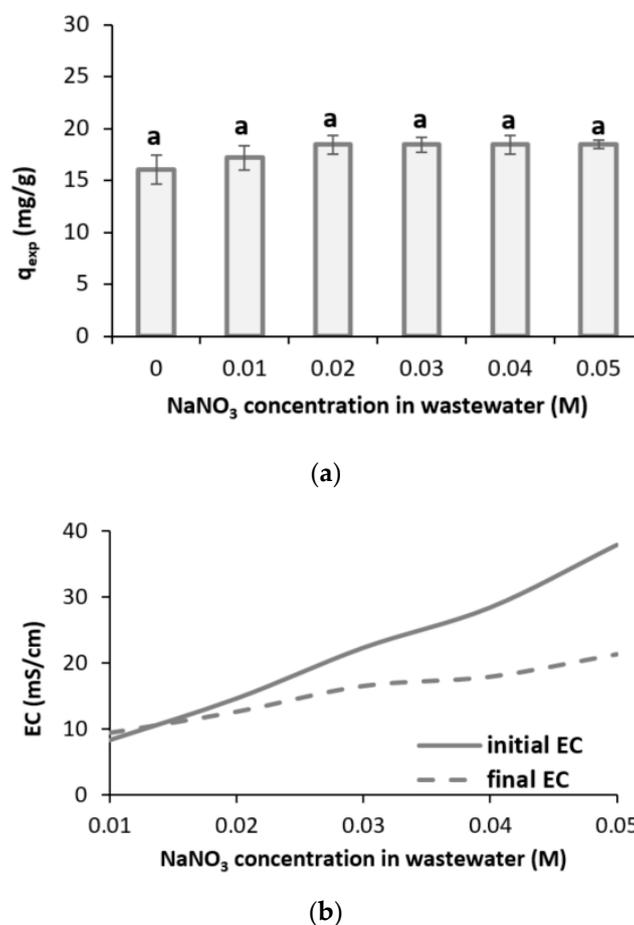 30
25
20
15
10
5
0
q_exp (mg/g)
a a a a a a
0 0.01 0.02 0.03 0.04 0.05
NaNO₃ concentration in wastewater (M)
(a)
40
30
20
10
0
EC (mS/cm)
initial EC
final EC
0.01 0.02 0.03 0.04 0.05
NaNO₃ concentration in wastewater (M)
(b)